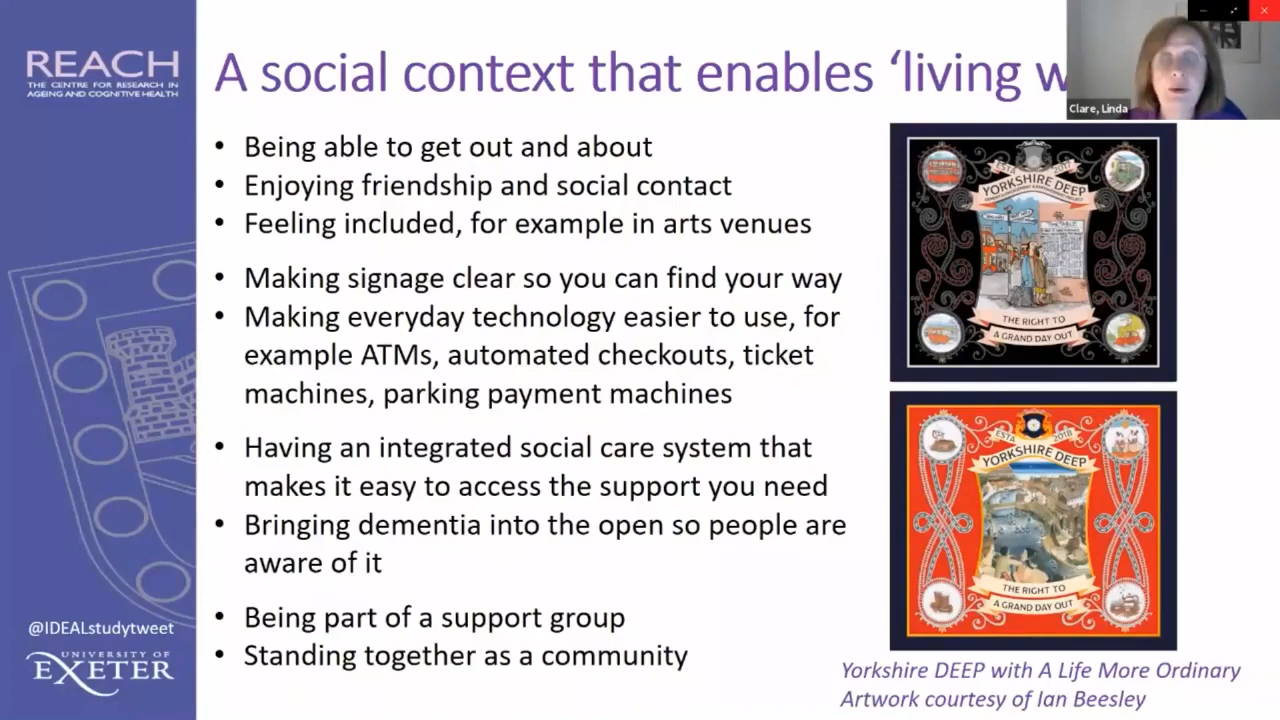 REACH
THE CENTRE FOR RESEARCH IN
AGEING AND COGNITIVE HEALTH
A social context that enables ‘living w
Clare, Linda
• Being able to get out and about
• Enjoying friendship and social contact
• Feeling included, for example in arts venues
• Making signage clear so you can find your way
• Making everyday technology easier to use, for
example ATMs, automated checkouts, ticket
machines, parking payment machines
• Having an integrated social care system that
makes it easy to access the support you need
• Bringing dementia into the open so people are
aware of it
• Being part of a support group
• Standing together as a community
ESTA 2017
YORKSHIRE DEEP
THE RIGHT TO
A GRAND DAY OUT
ESTA 2018
YORKSHIRE DEEP
THE RIGHT TO
A GRAND DAY OUT
Yorkshire DEEP with A Life More Ordinary
Artwork courtesy of Ian Beesley
@IDEALstudytweet
UNIVERSITY OF
EXETER